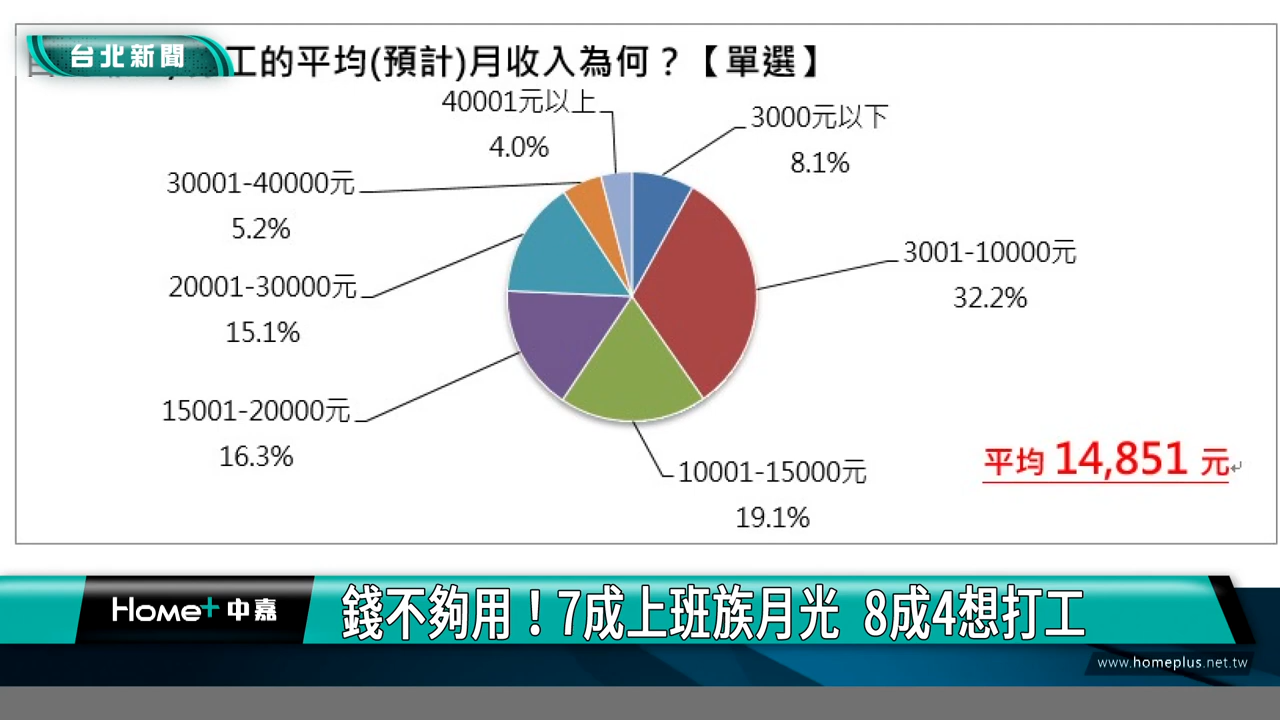 台北新聞
工的平均(預計)月收入為何？【單選】
40001元以上
4.0%
3000元以下
8.1%
30001-40000元
5.2%
3001-10000元
32.2%
20001-30000元
15.1%
15001-20000元
16.3%
10001-15000元
19.1%
平均 14,851 元
Home+ 中嘉
錢不夠用！7成上班族月光 8成4想打工
www.homeplus.net.tw